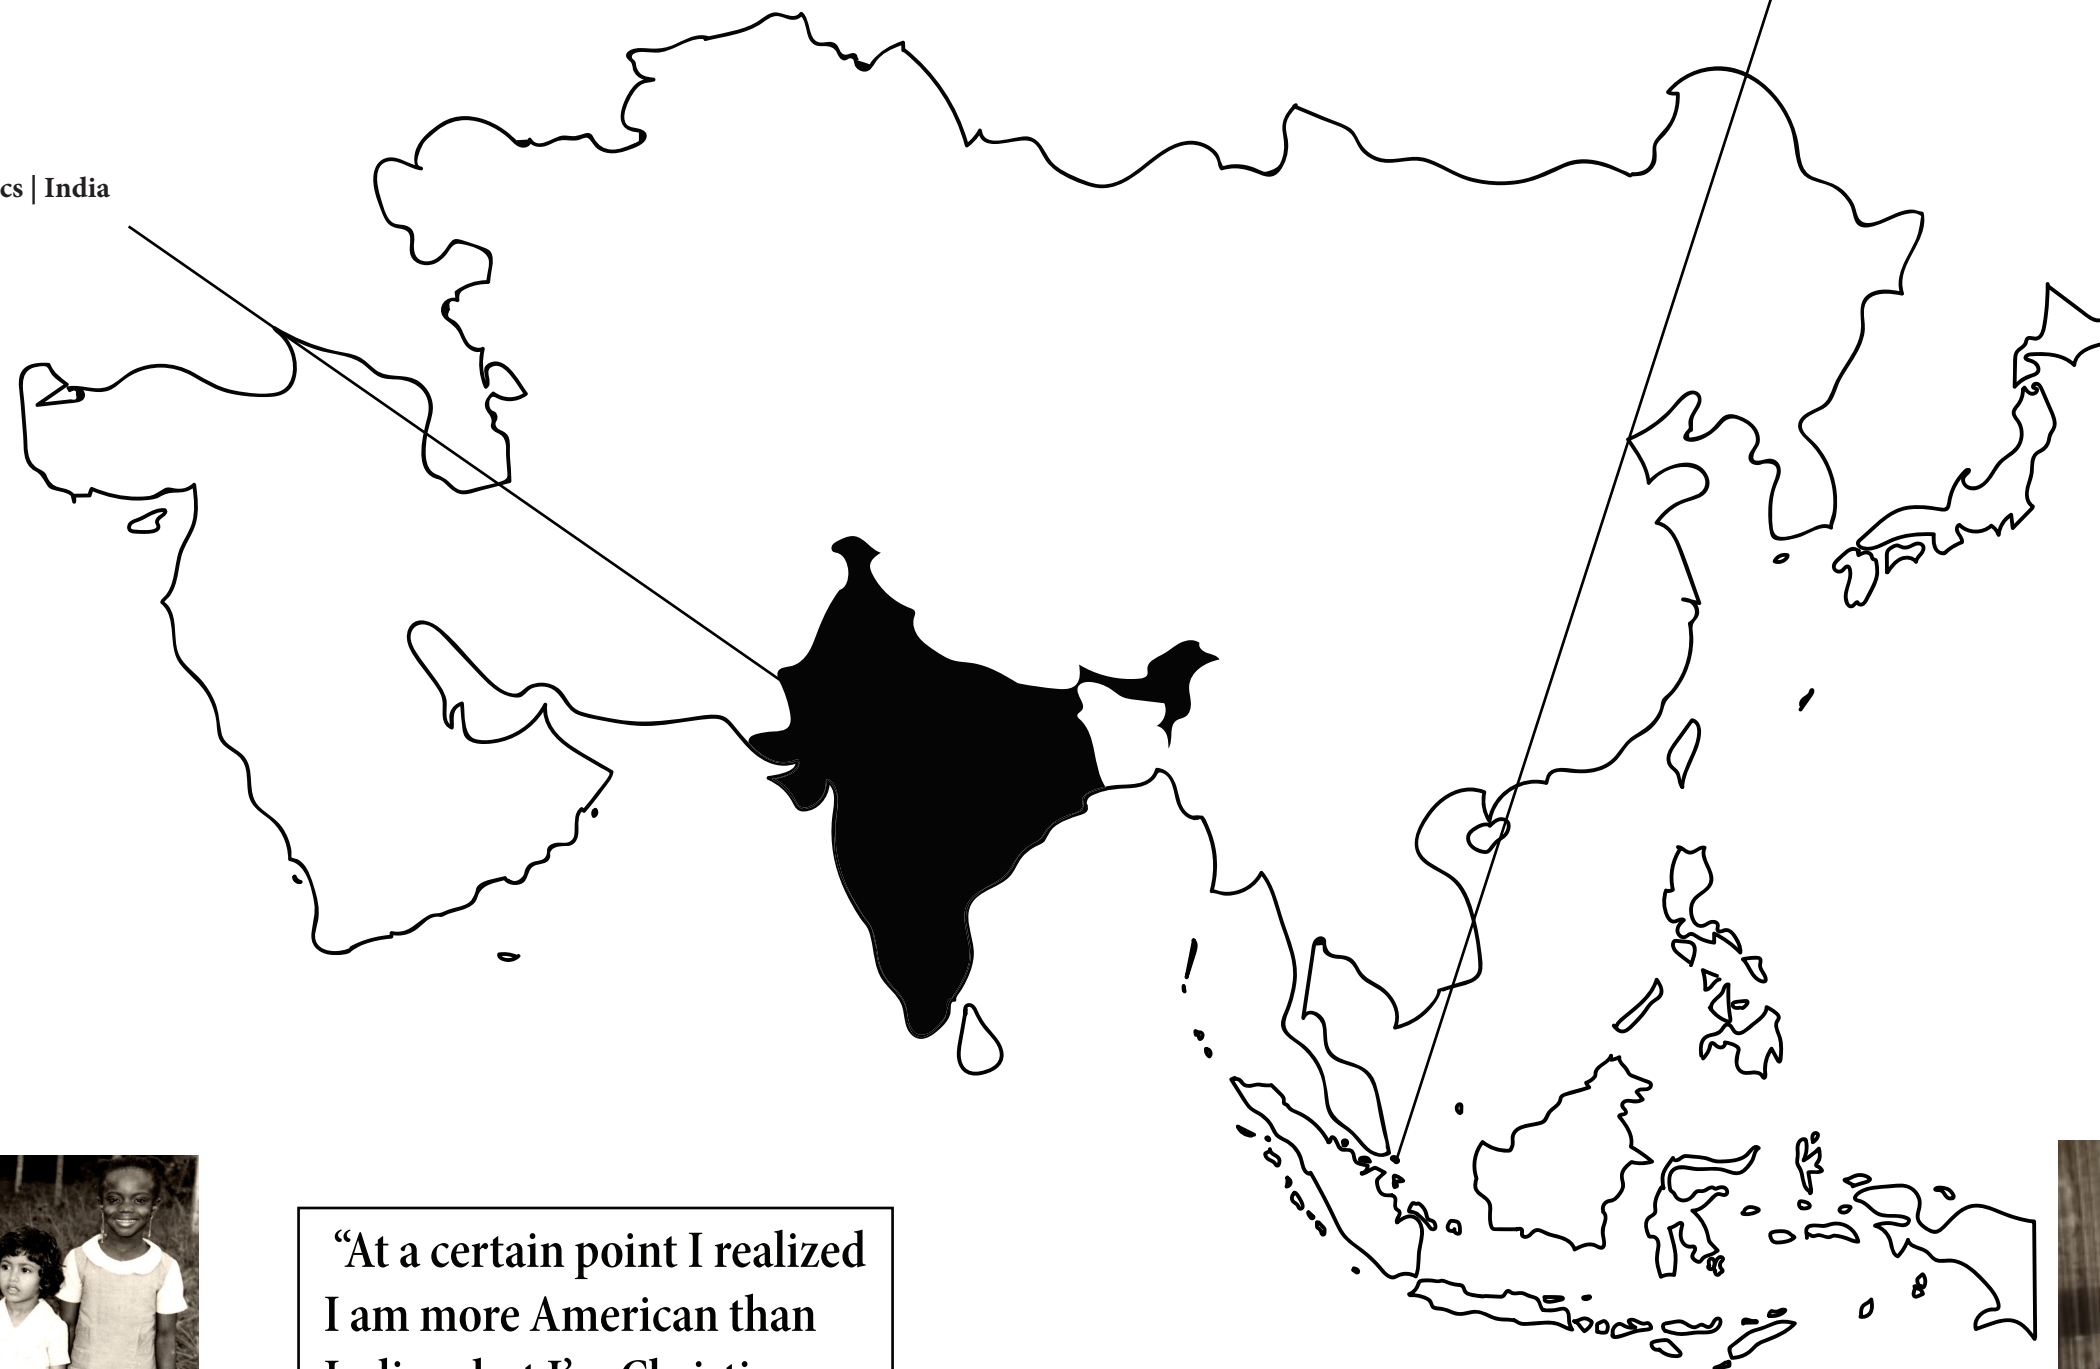 cs | India
“At a certain point I realized
I am more American than